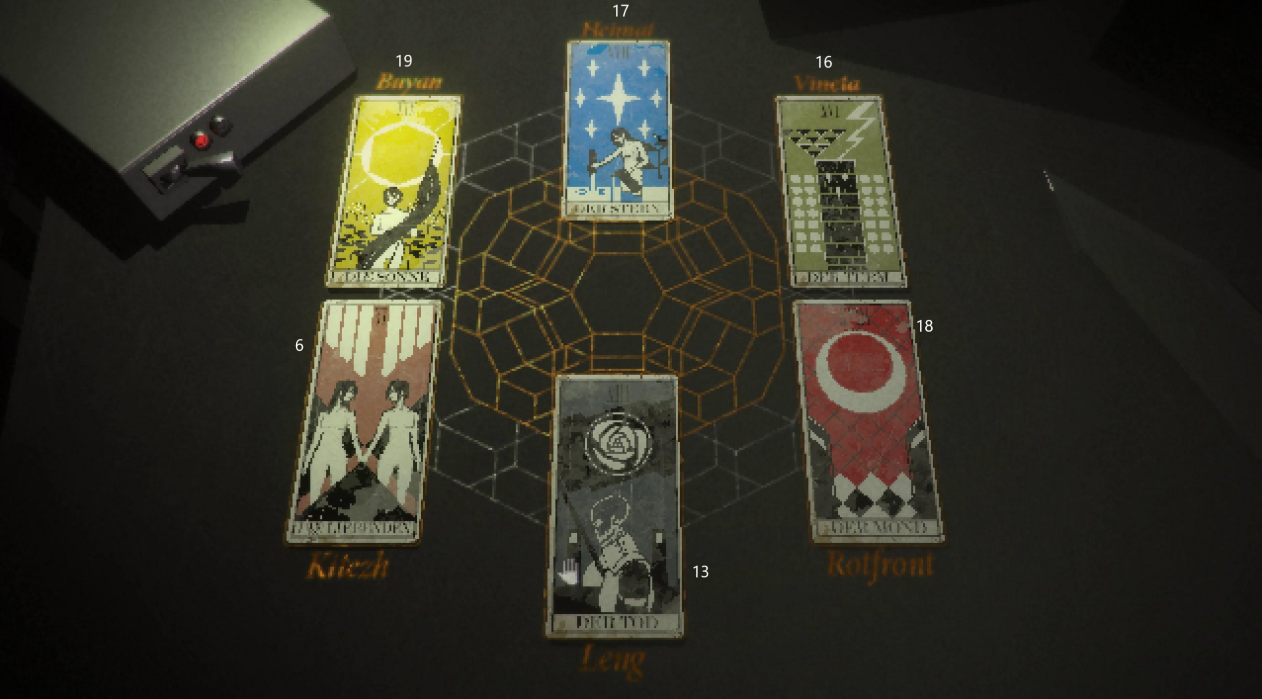 17
Heimat
19
Buyan
16
Vineta
XVI
DER STERN
DIE SONNE
DER TURM
6
18
DIE LIEBENDEN
DER MOND
Kitezh
Rotfront
13
DER TOD
Leng